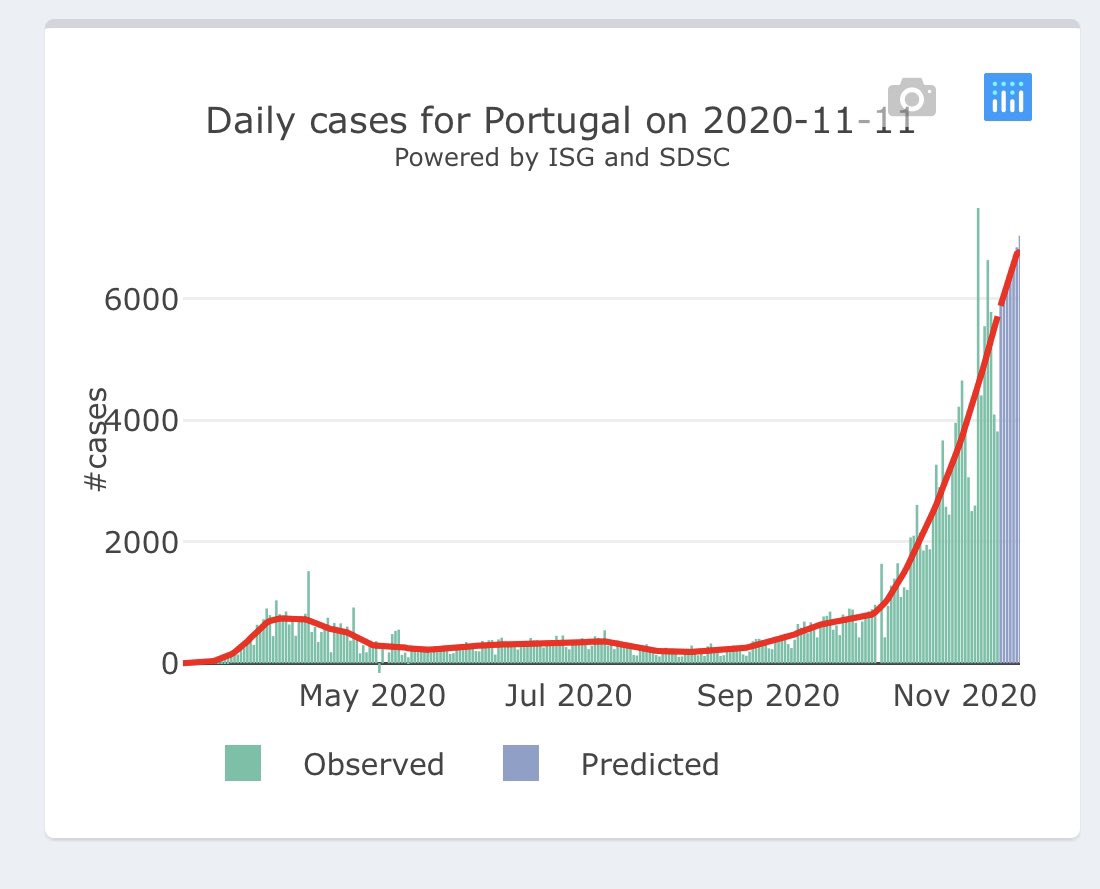 Daily cases for Portugal on 2020-11-11
Powered by ISG and SDSC
6000
4000
2000
0
#cases
May 2020
Jul 2020
Sep 2020
Nov 2020
Observed
Predicted